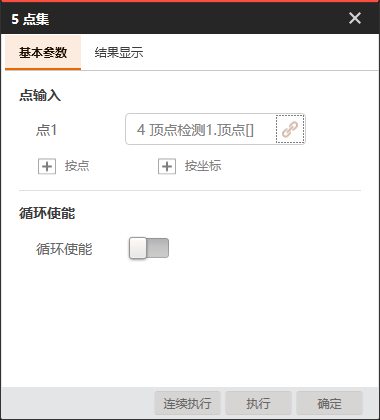 5 点集
基本参数 结果显示
点输入
点1 4 顶点检测1.顶点[]
按点 按坐标
循环使能
循环使能
连续执行 执行 确定